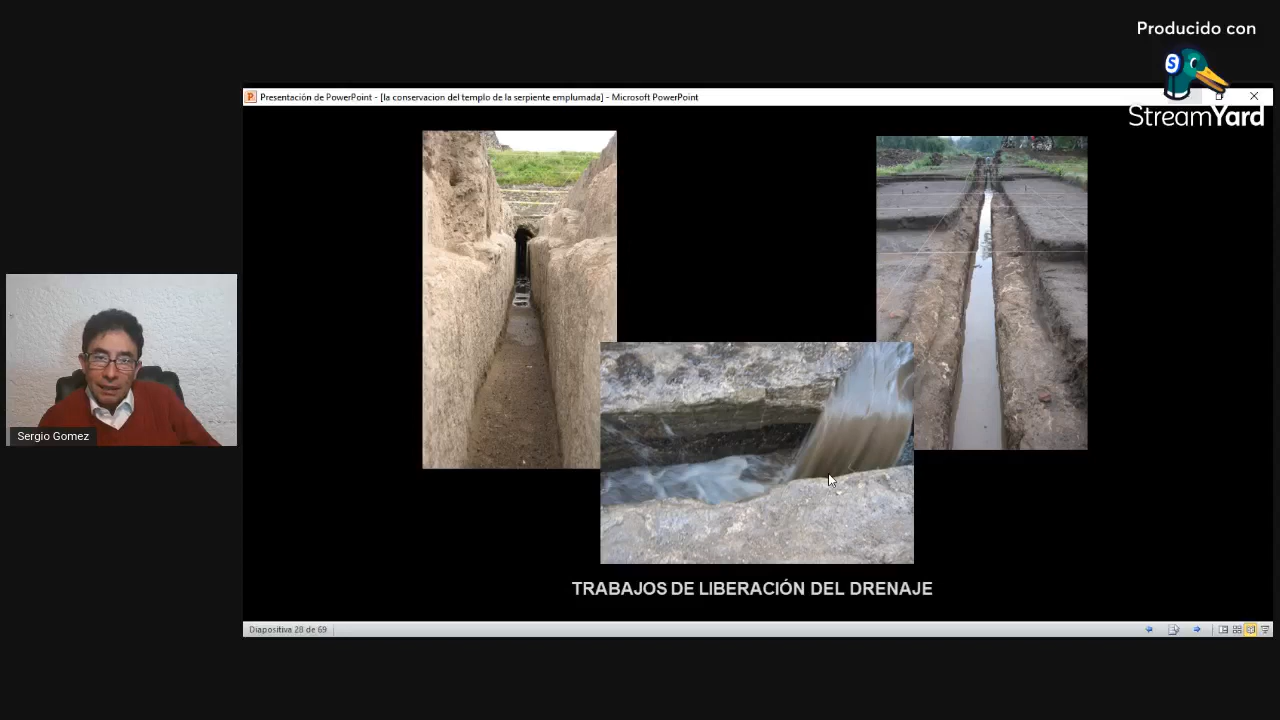 Producido con
S
StreamYard
P Presentación de PowerPoint - [la conservacion del templo de la serpiente emplumada] - Microsoft PowerPoint
Sergio Gomez
TRABAJOS DE LIBERACIÓN DEL DRENAJE
Diapositiva 28 de 69